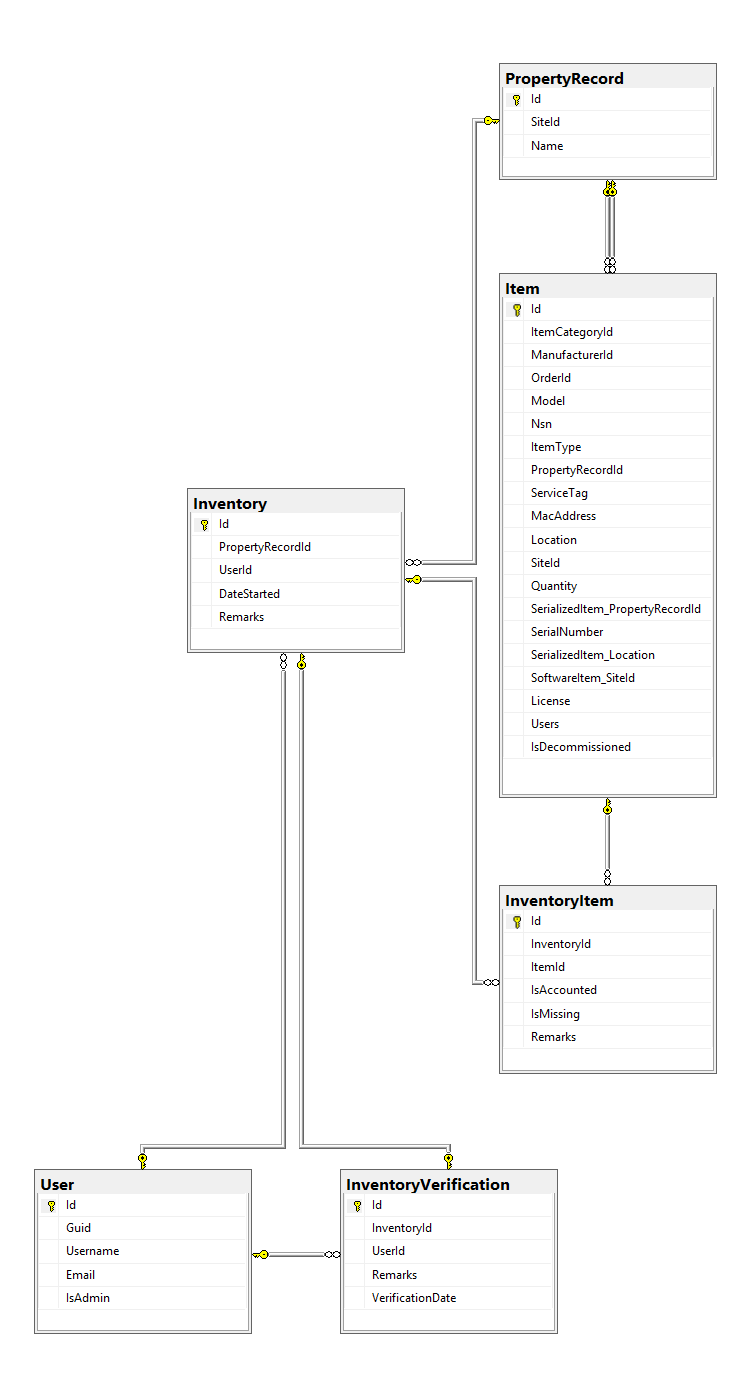 PropertyRecord
Id
SiteId
Name
Item
Id
ItemCategoryId
ManufacturerId
OrderId
Model
Nsn
ItemType
PropertyRecordId
ServiceTag
MacAddress
Location
SiteId
Quantity
SerializedItem_PropertyRecordId
SerialNumber
SerializedItem_Location
SoftwareItem_SiteId
License
Users
IsDecommissioned
Inventory
Id
PropertyRecordId
UserId
DateStarted
Remarks
InventoryItem
Id
InventoryId
ItemId
IsAccounted
IsMissing
Remarks
User
Id
Guid
Username
Email
IsAdmin
InventoryVerification
Id
InventoryId
UserId
Remarks
VerificationDate